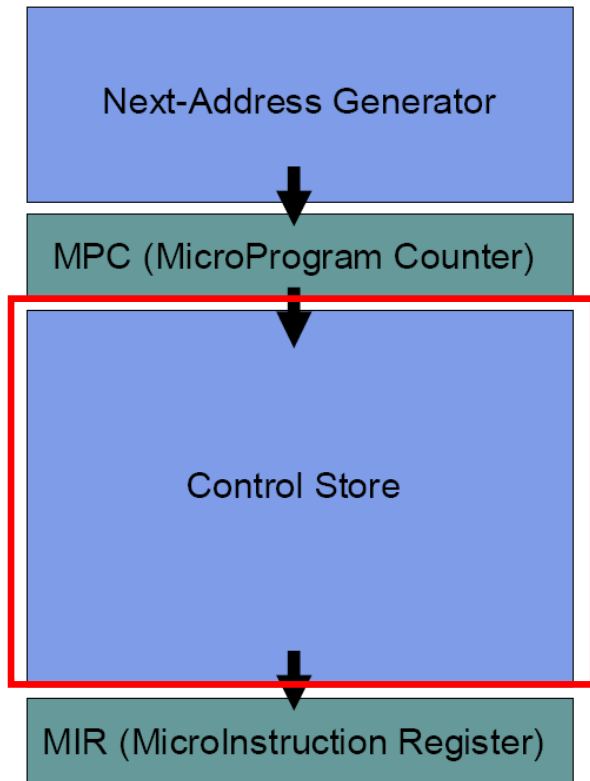 Next-Address Generator
MPC (MicroProgram Counter)
Control Store
MIR (MicroInstruction Register)